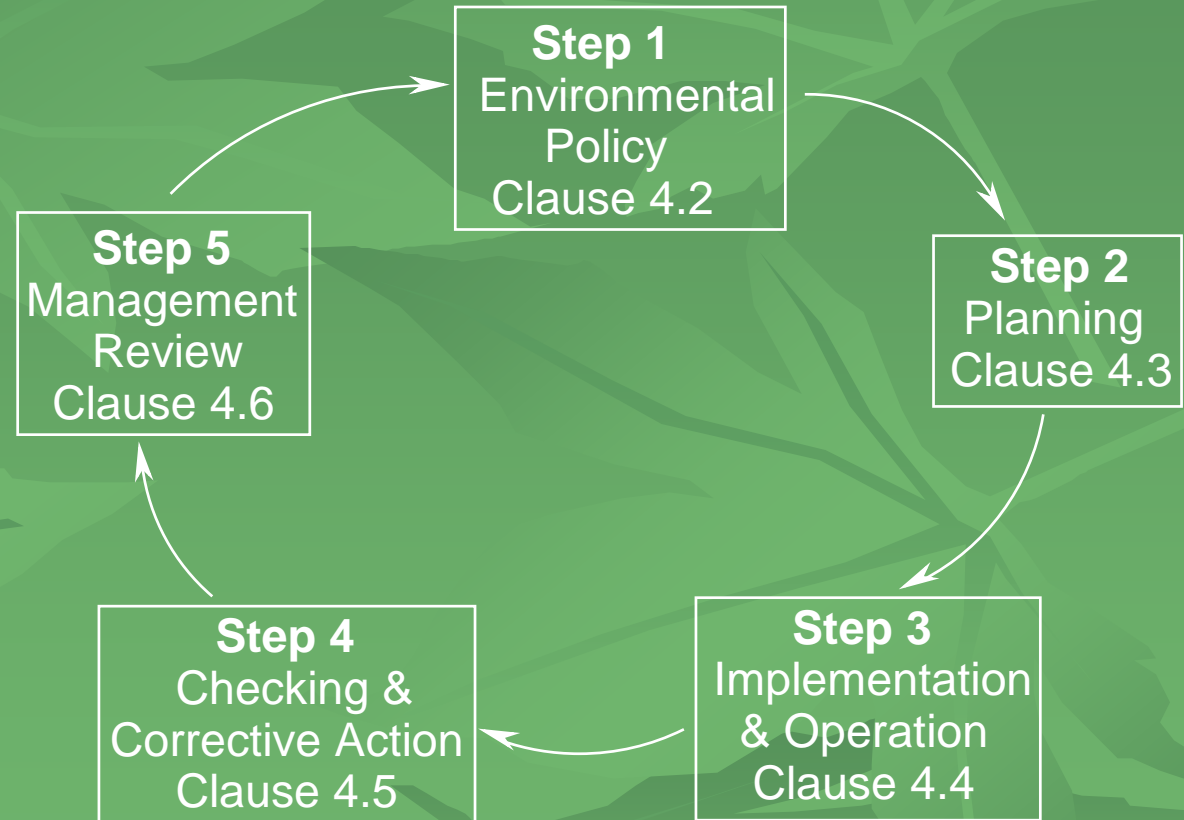 Step 1
Environmental
Policy
Clause 4.2
Step 2
Planning
Clause 4.3
Step 3
Implementation
& Operation
Clause 4.4
Step 4
Checking &
Corrective Action
Clause 4.5
Step 5
Management
Review
Clause 4.6